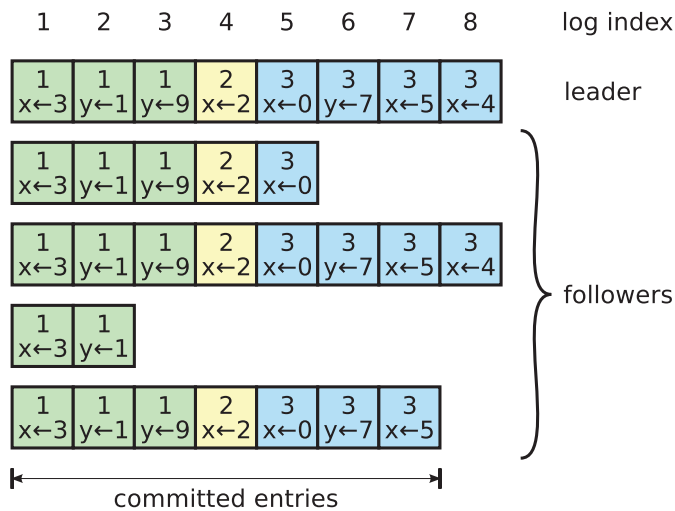 1 2 3 4 5 6 7 8 log index
1 1 1 2 3 3 3 3
x←3 y←1 y←9 x←2 x←0 y←7 x←5 x←4
leader
1 1 1 2 3
x←3 y←1 y←9 x←2 x←0
1 1 1 2 3 3 3 3
x←3 y←1 y←9 x←2 x←0 y←7 x←5 x←4
followers
1 1
x←3 y←1
1 1 1 2 3 3 3
x←3 y←1 y←9 x←2 x←0 y←7 x←5
committed entries